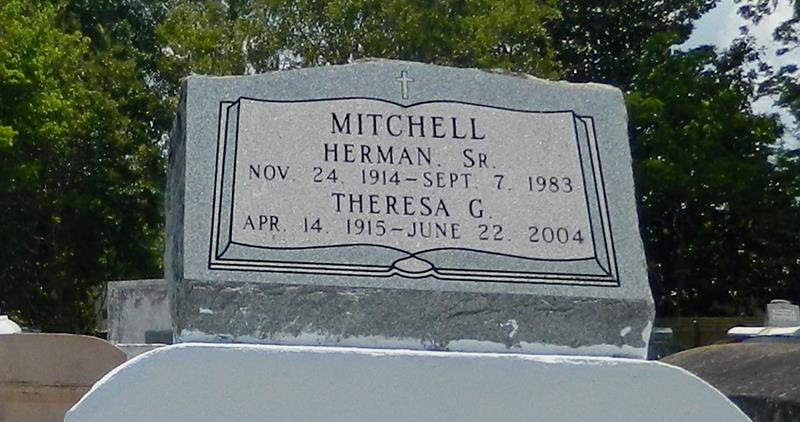 MITCHELL
HERMAN. SR.
NOV. 24. 1914 – SEPT. 7. 1983
THERESA G.
APR. 14. 1915 – JUNE 22. 2004